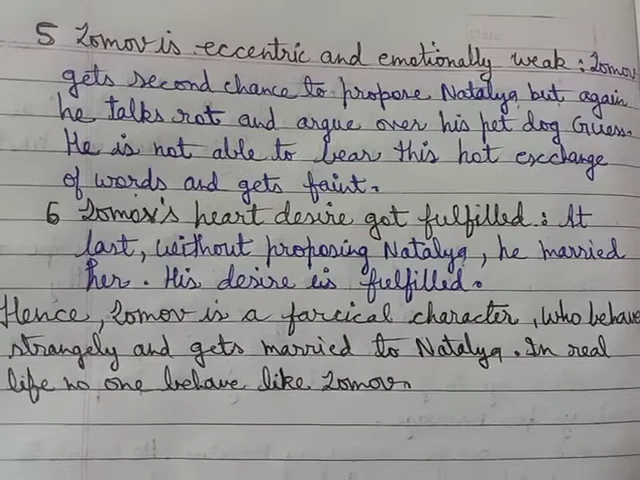 5 Lomov is eccentric and emotionally weak : Lomov
gets second chance to propose Natalya but again
he talks rot and argue over his pet dog Guess.
He is not able to bear this hot exchange
of words and gets faint.
6 Lomov's heart desire got fulfilled : At
last, without proposing Natalya, he married
her. His desire is fulfilled.
Hence, Lomov is a farcical character, who behave
strangely and gets married to Natalya. In real
life no one behave like Lomov.